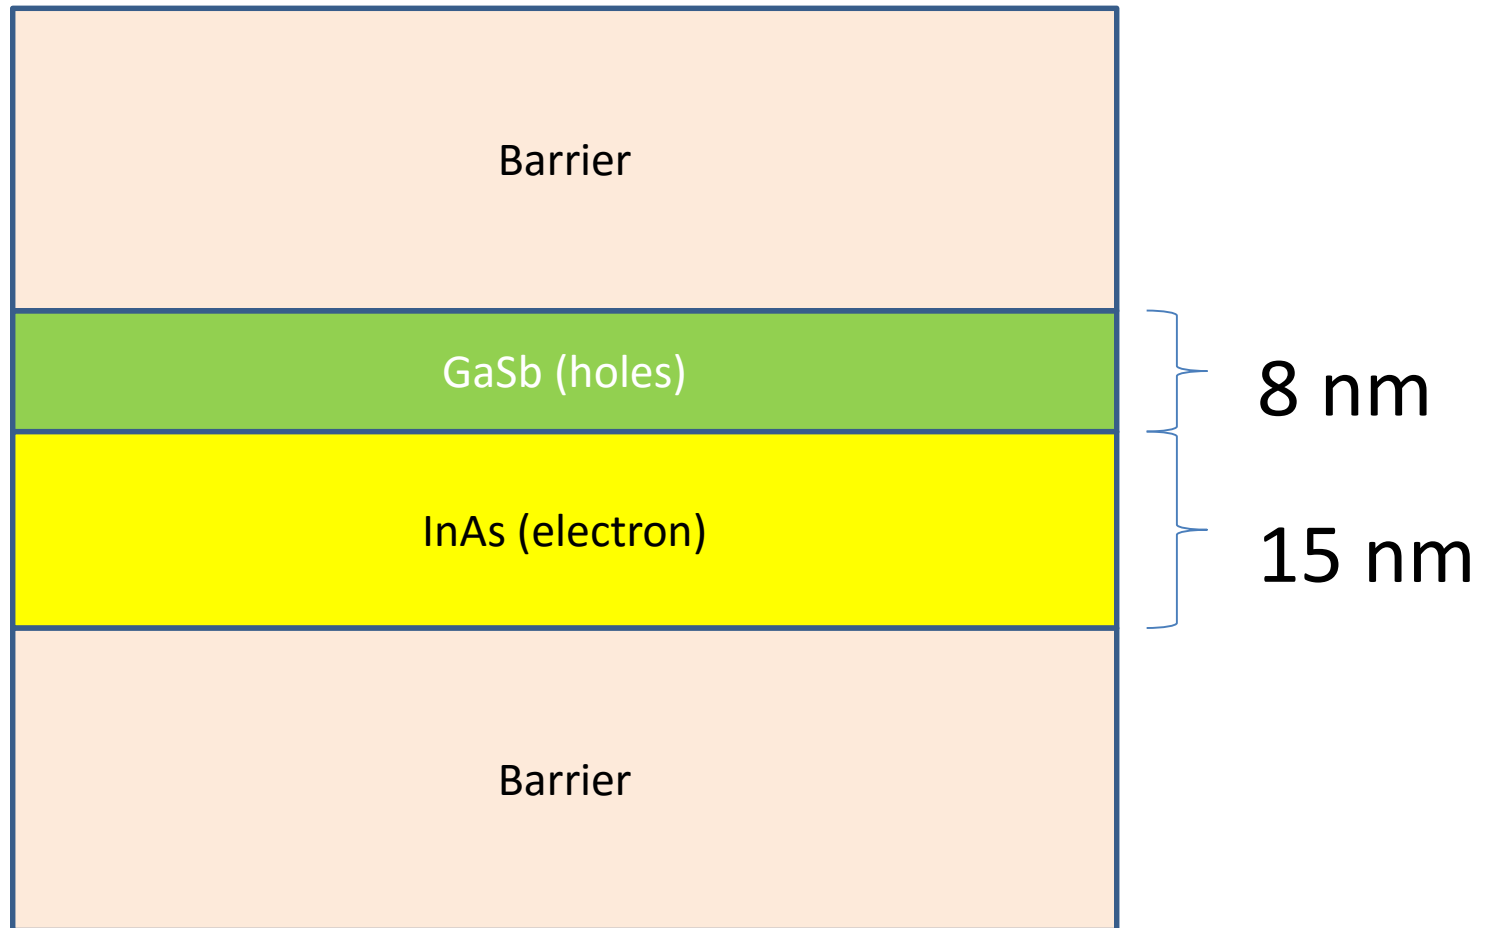 Barrier
GaSb (holes)
8 nm
InAs (electron)
15 nm
Barrier